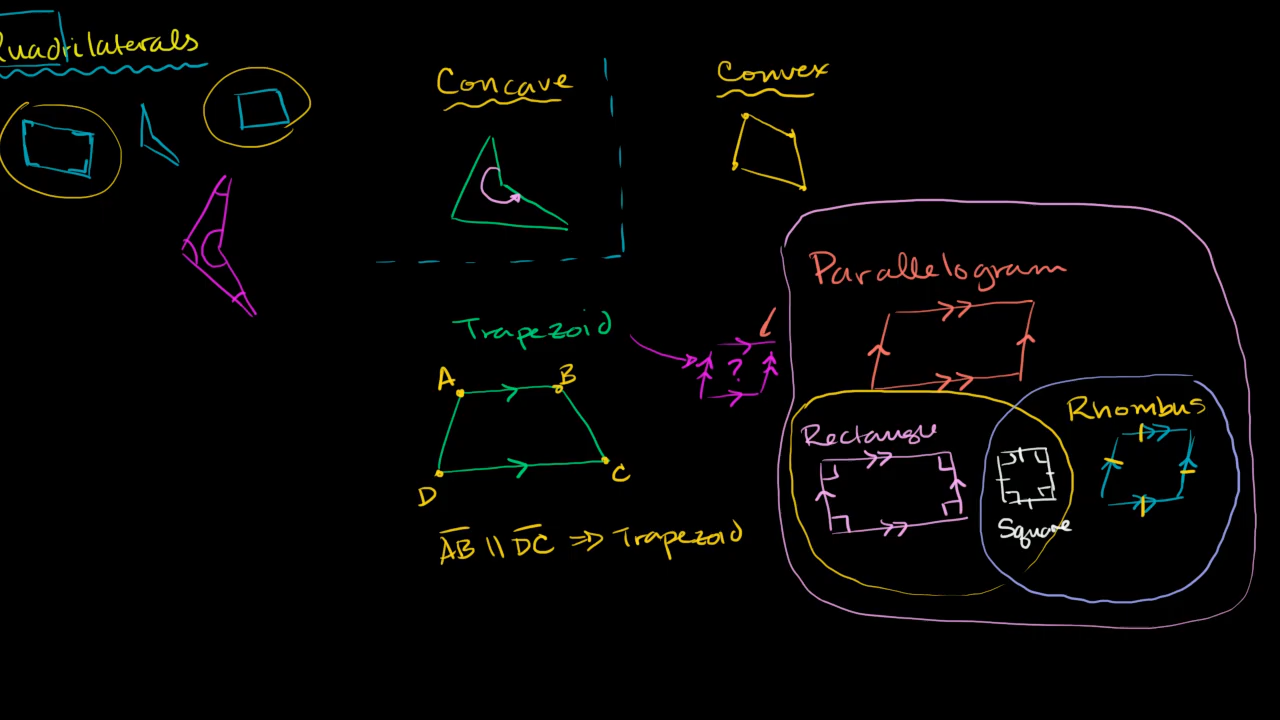 Quadrilaterals
Concave
Convex
Parallelogram
Trapezoid
?
A
B
D
C
AB || DC ⇒ Trapezoid
Rectangle
Rhombus
Square